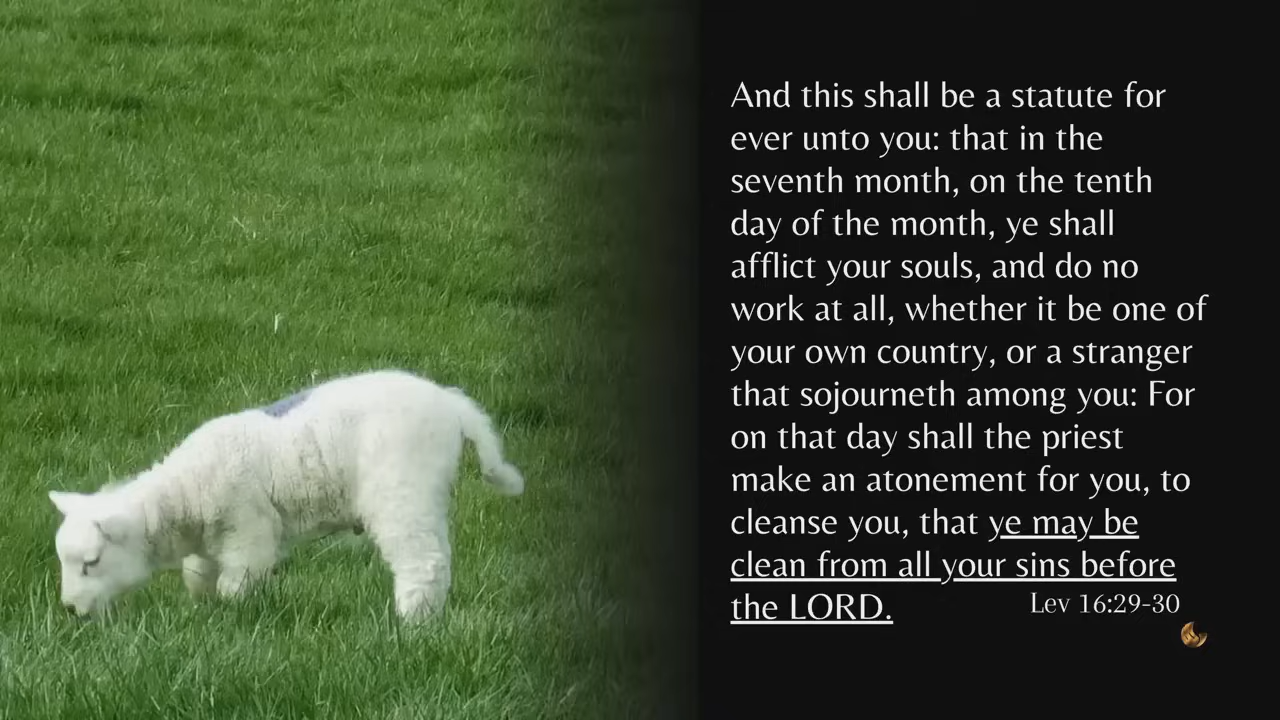 And this shall be a statute for
ever unto you: that in the
seventh month, on the tenth
day of the month, ye shall
afflict your souls, and do no
work at all, whether it be one of
your own country, or a stranger
that sojourneth among you: For
on that day shall the priest
make an atonement for you, to
cleanse you, that ye may be
clean from all your sins before
the LORD.
Lev 16:29-30